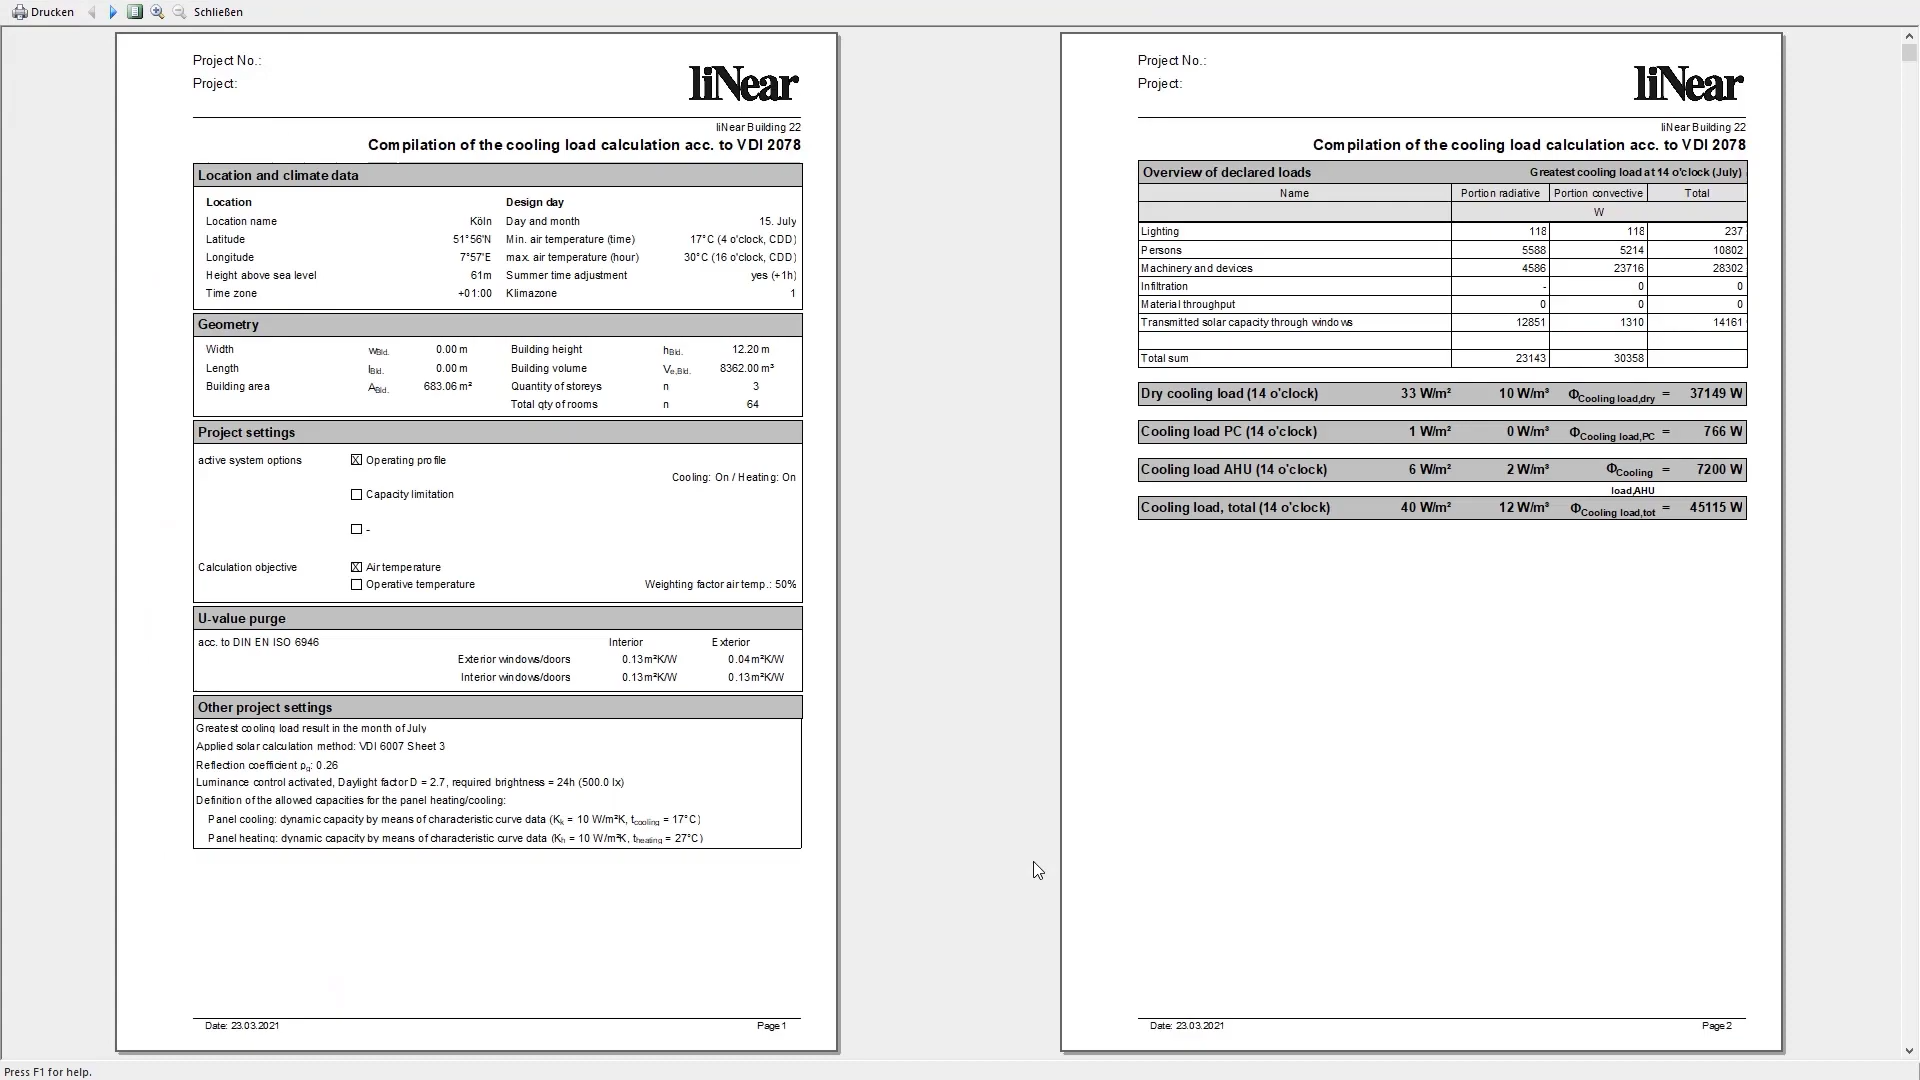 Drucken Schließen
Project No.:
Project:
liNear
liNear Building 22
Compilation of the cooling load calculation acc. to VDI 2078
Location and climate data
Location Design day
Location name Köln Day and month 15. July
Latitude 51°56'N Min. air temperature (time) 17°C (4 o'clock, CDD)
Longitude 7°57'E max. air temperature (hour) 30°C (16 o'clock, CDD)
Height above sea level 61m Summer time adjustment yes (+1h)
Time zone +01:00 Klimazone 1
Geometry
Width wBld. 0.00 m Building height hBld. 12.20 m
Length lBld. 0.00 m Building volume Ve,Bld. 8362.00 m³
Building area ABld. 683.06 m² Quantity of storeys n 3
Total qty of rooms n 64
Project settings
active system options X Operating profile
Cooling: On / Heating: On
Capacity limitation
-
Calculation objective X Air temperature
Operative temperature Weighting factor air temp.: 50%
U-value purge
acc. to DIN EN ISO 6946 Interior Exterior
Exterior windows/doors 0.13m²K/W 0.04m²K/W
Interior windows/doors 0.13m²K/W 0.13m²K/W
Other project settings
Greatest cooling load result in the month of July
Applied solar calculation method: VDI 6007 Sheet 3
Reflection coefficient ρg: 0.26
Luminance control activated, Daylight factor D = 2.7, required brightness = 24h (500.0 lx)
Definition of the allowed capacities for the panel heating/cooling:
Panel cooling: dynamic capacity by means of characteristic curve data (Kk = 10 W/m²K, tcooling = 17°C)
Panel heating: dynamic capacity by means of characteristic curve data (Kh = 10 W/m²K, theating = 27°C)
Date: 23.03.2021 Page 1
Project No.:
Project:
liNear
liNear Building 22
Compilation of the cooling load calculation acc. to VDI 2078
Overview of declared loads Greatest cooling load at 14 o'clock (July)
Name Portion radiative Portion convective Total
W
Lighting 118 118 237
Persons 5588 5214 10802
Machinery and devices 4586 23716 28302
Infiltration - 0 0
Material throughput 0 0 0
Transmitted solar capacity through windows 12851 1310 14161
Total sum 23143 30358
Dry cooling load (14 o'clock) 33 W/m² 10 W/m³ ΦCooling load,dry = 37149 W
Cooling load PC (14 o'clock) 1 W/m² 0 W/m³ ΦCooling load,PC = 766 W
Cooling load AHU (14 o'clock) 6 W/m² 2 W/m³ ΦCooling = 7200 W
load,AHU
Cooling load, total (14 o'clock) 40 W/m² 12 W/m³ ΦCooling load,tot = 45115 W
Date: 23.03.2021 Page 2
Press F1 for help.